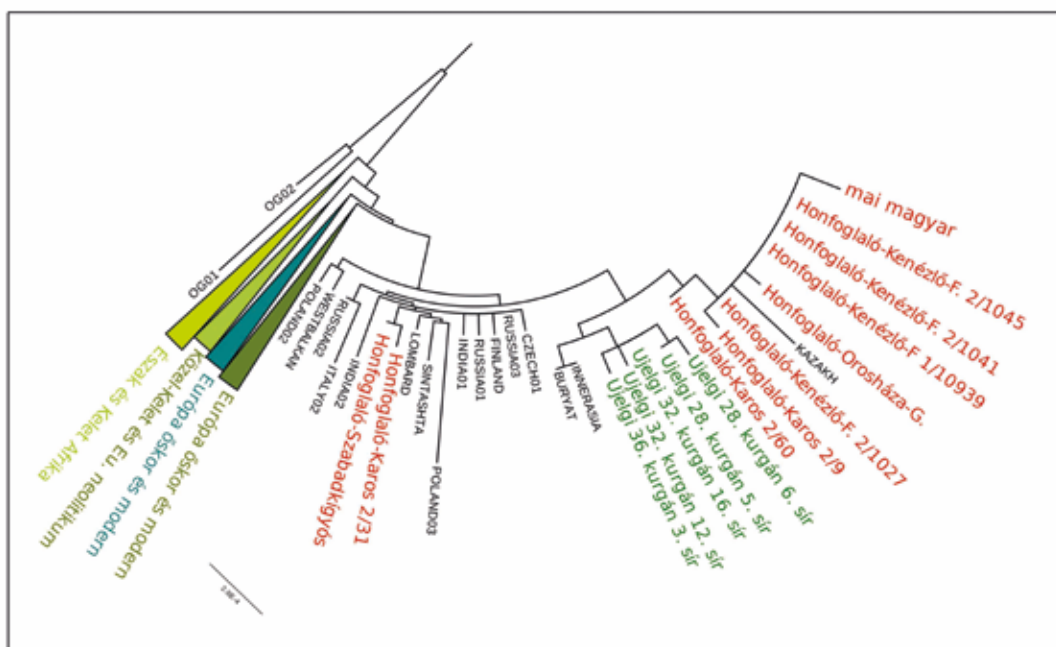 OG02
OG01
Észak és Kelet Afrika
Közel-Kelet és Eu. neolitikum
Európa őskor és modern
Európa őskor és modern
POLAND02
WESTBALKAN
RUSSIA02
ITALY02
INDIA02
Honfoglaló-Szabadkígyós
Honfoglaló-Karos 2/31
LOMBARD
SINTASHTA
POLAND03
INDIA01
RUSSIA01
FINLAND
RUSSIA03
CZECH01
BURYAT
INNERASIA
Ujelgi 36. kurgán 3. sír
Ujelgi 32. kurgán 12. sír
Ujelgi 32. kurgán 16. sír
Ujelgi 28. kurgán 5. sír
Ujelgi 28. kurgán 6. sír
Honfoglaló-Karos 2/60
Honfoglaló-Karos 2/9
Honfoglaló-Kenézlő-F. 2/1027
KAZAKH
Honfoglaló-Orosháza-G.
Honfoglaló-Kenézlő-F 1/10939
Honfoglaló-Kenézlő-F. 2/1041
Honfoglaló-Kenézlő-F. 2/1045
mai magyar